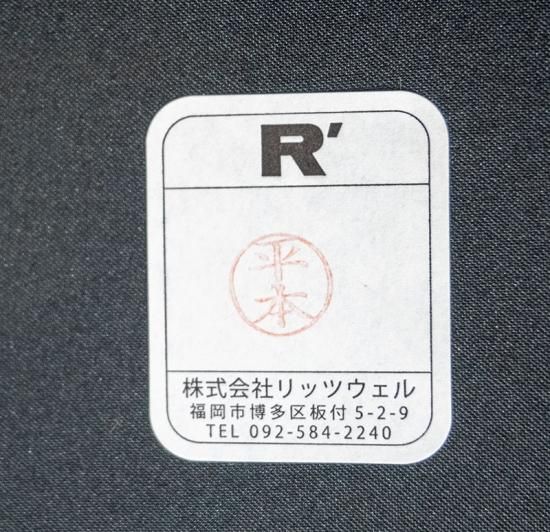 R'
平
本
株式会社リッツウェル
福岡市博多区板付 5-2-9
TEL 092-584-2240